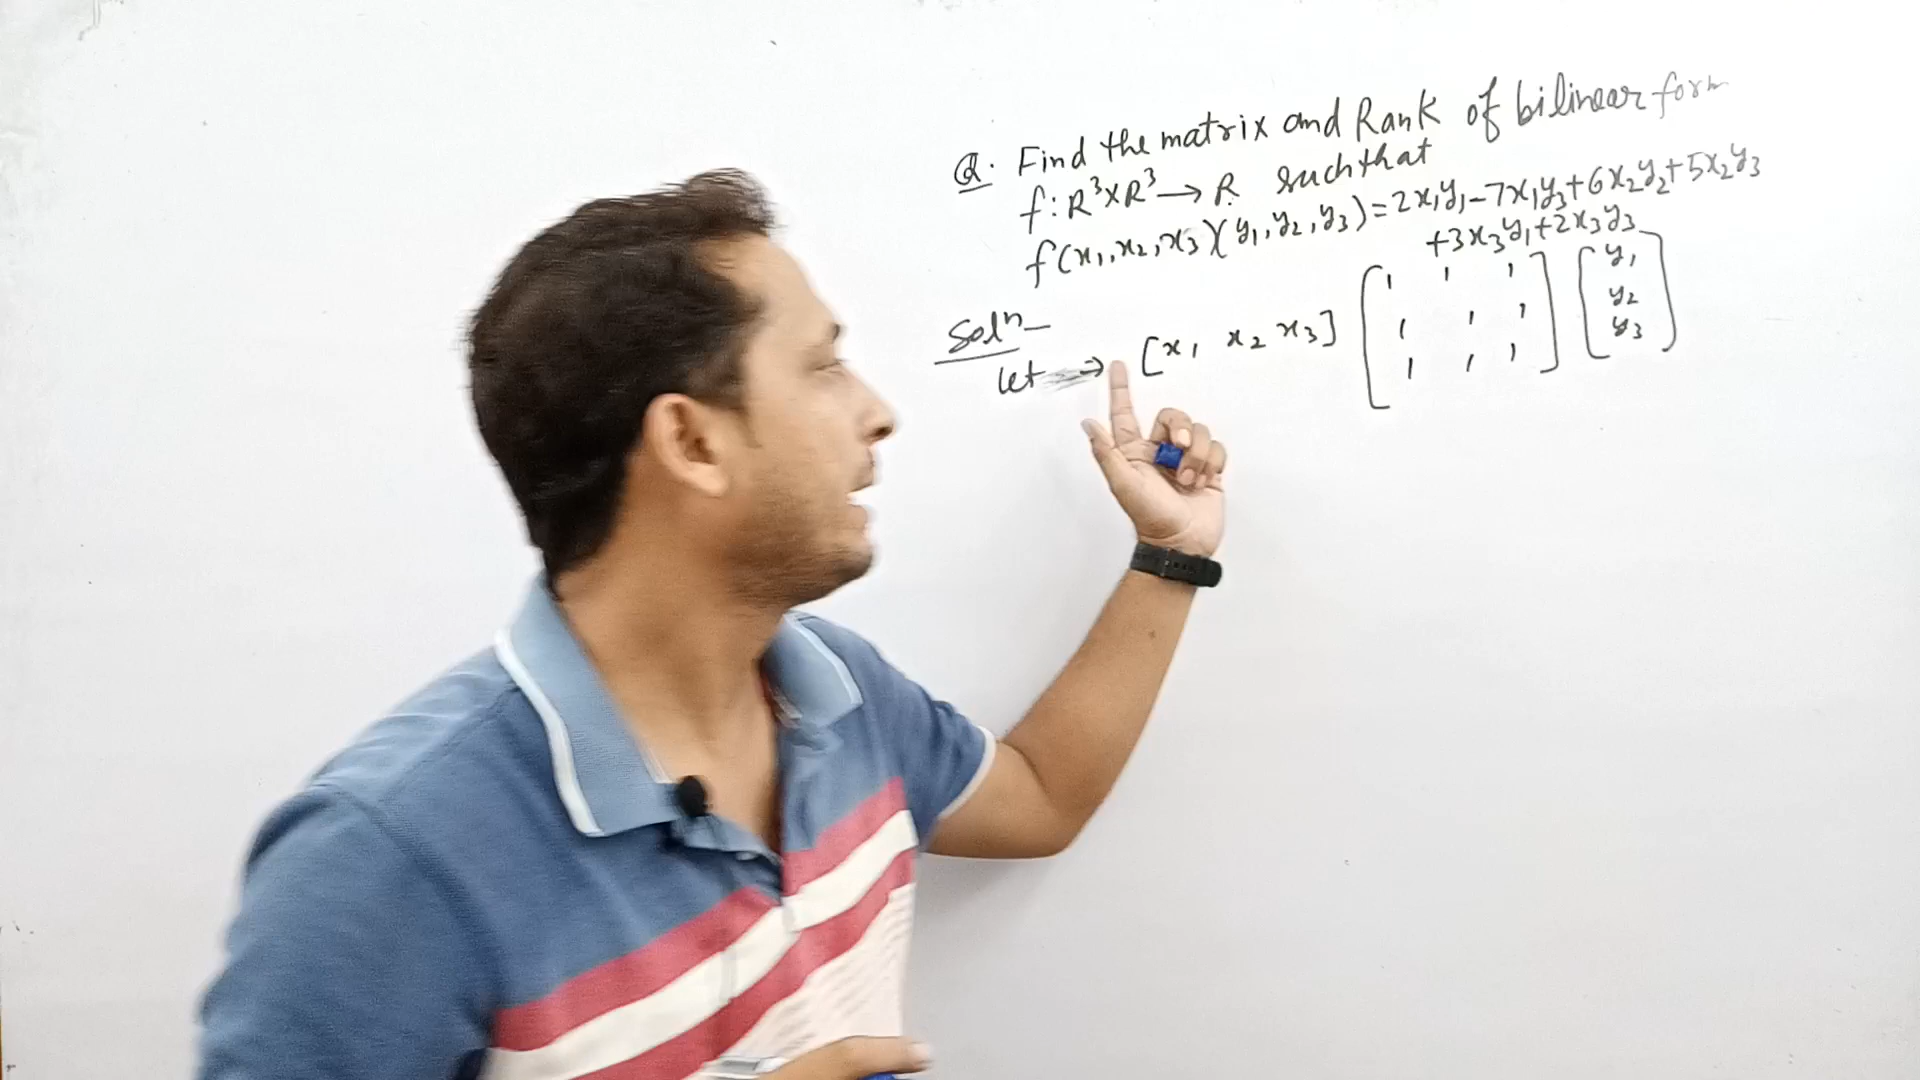 Q. Find the matrix and Rank of bilinear form
f: R³×R³ → R. such that
f(x₁,x₂,x₃)(y₁,y₂,y₃)=2x₁y₁-7x₁y₃+6x₂y₂+5x₂y₃
+3x₃y₁+2x₃y₃
Solⁿ-
let → [x₁ x₂ x₃] [ ] [y₁
y₂
y₃]